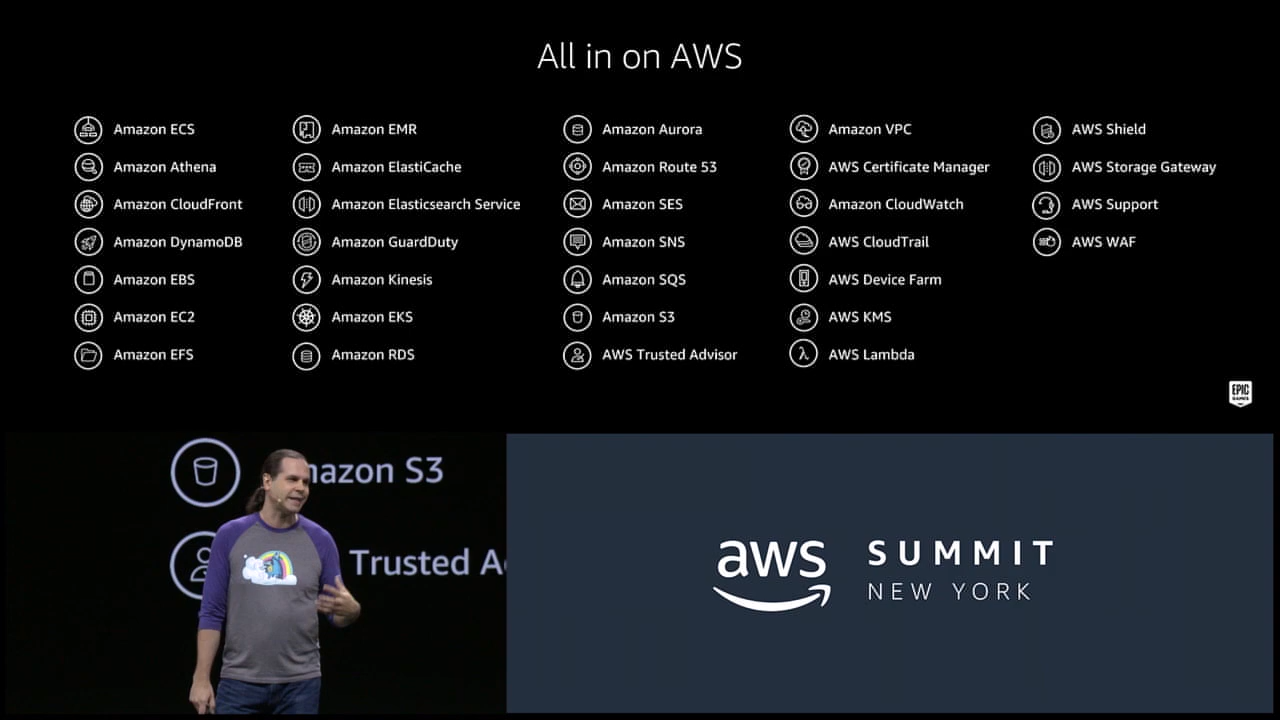 All in on AWS
Amazon ECS
Amazon Athena
Amazon CloudFront
Amazon DynamoDB
Amazon EBS
Amazon EC2
Amazon EFS
Amazon EMR
Amazon ElastiCache
Amazon Elasticsearch Service
Amazon GuardDuty
Amazon Kinesis
Amazon EKS
Amazon RDS
Amazon Aurora
Amazon Route 53
Amazon SES
Amazon SNS
Amazon SQS
Amazon S3
AWS Trusted Advisor
Amazon VPC
AWS Certificate Manager
Amazon CloudWatch
AWS CloudTrail
AWS Device Farm
AWS KMS
AWS Lambda
AWS Shield
AWS Storage Gateway
AWS Support
AWS WAF
EPIC
GAMES
mazon S3
Trusted A
aws
SUMMIT
NEW YORK